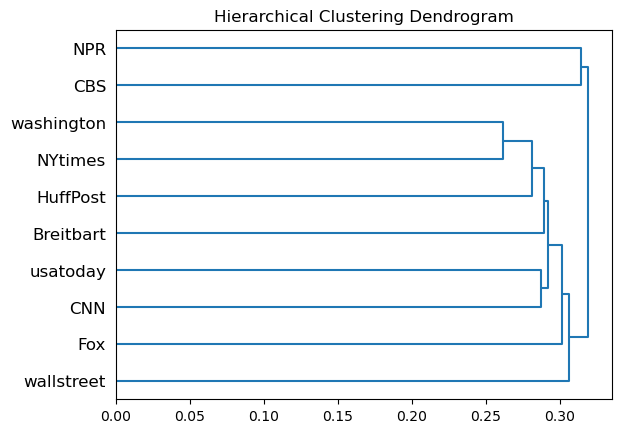 Hierarchical Clustering Dendrogram
NPR
CBS
washington
NYtimes
HuffPost
Breitbart
usatoday
CNN
Fox
wallstreet
0.00 0.05 0.10 0.15 0.20 0.25 0.30